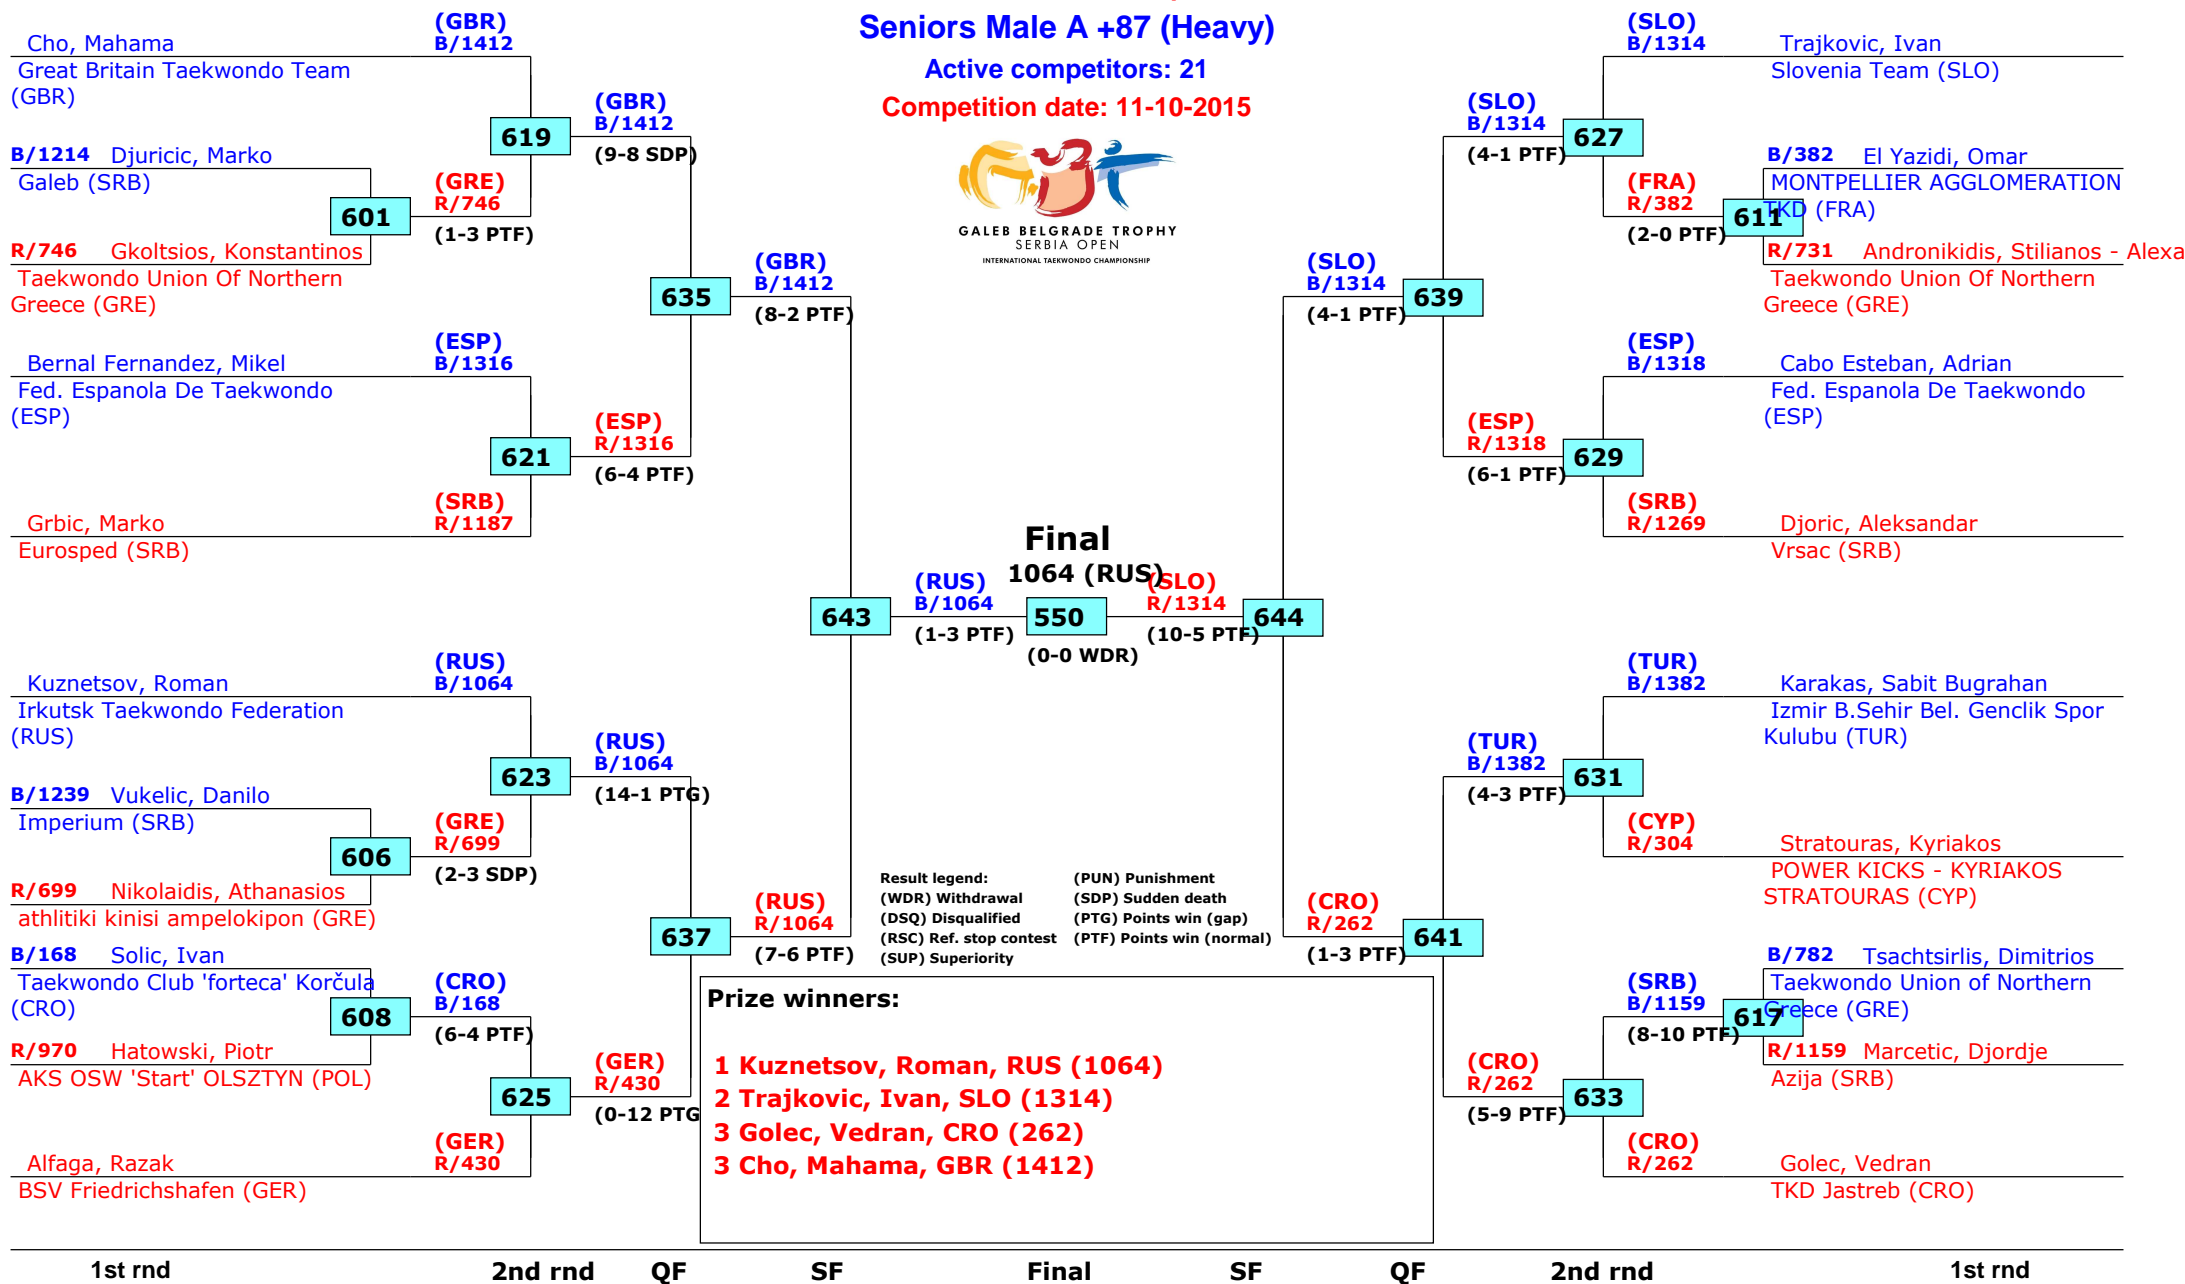 Seniors Male A +87 (Heavy)
Active competitors: 21
Competition date: 11-10-2015
GALEB BELGRADE TROPHY
SERBIA OPEN
INTERNATIONAL TAEKWONDO CHAMPIONSHIP
Cho, Mahama
Great Britain Taekwondo Team
(GBR)
(GBR)
B/1412
B/1214 Djuricic, Marko
Galeb (SRB)
601
R/746 Gkoltsios, Konstantinos
Taekwondo Union Of Northern
Greece (GRE)
(GRE)
R/746
(1-3 PTF)
619
(GBR)
B/1412
(9-8 SDP)
Bernal Fernandez, Mikel
Fed. Espanola De Taekwondo
(ESP)
(ESP)
B/1316
621
(ESP)
R/1316
(6-4 PTF)
Grbic, Marko
Eurosped (SRB)
(SRB)
R/1187
635
(GBR)
B/1412
(8-2 PTF)
Kuznetsov, Roman
Irkutsk Taekwondo Federation
(RUS)
(RUS)
B/1064
B/1239 Vukelic, Danilo
Imperium (SRB)
606
R/699 Nikolaidis, Athanasios
athlitiki kinisi ampelokipon (GRE)
(GRE)
R/699
(2-3 SDP)
623
(RUS)
B/1064
(14-1 PTG)
B/168 Solic, Ivan
Taekwondo Club 'forteca' Korčula
(CRO)
608
R/970 Hatowski, Piotr
AKS OSW 'Start' OLSZTYN (POL)
(CRO)
B/168
(6-4 PTF)
625
(GER)
R/430
(0-12 PTG
Alfaga, Razak
BSV Friedrichshafen (GER)
(GER)
R/430
637
(RUS)
R/1064
(7-6 PTF)
643
(RUS)
B/1064
(1-3 PTF)
Final
1064 (RUS)
550
(0-0 WDR)
(SLO)
R/1314
(10-5 PTF)
644
(SLO)
B/1314
(4-1 PTF)
639
(SLO)
B/1314
(4-1 PTF)
627
(SLO)
B/1314
Trajkovic, Ivan
Slovenia Team (SLO)
(FRA)
R/382
(2-0 PTF)
611
B/382 El Yazidi, Omar
MONTPELLIER AGGLOMERATION
TKD (FRA)
R/731 Andronikidis, Stilianos - Alexa
Taekwondo Union Of Northern
Greece (GRE)
(ESP)
R/1318
(6-1 PTF)
629
(ESP)
B/1318
Cabo Esteban, Adrian
Fed. Espanola De Taekwondo
(ESP)
(SRB)
R/1269
Djoric, Aleksandar
Vrsac (SRB)
(TUR)
B/1382
Karakas, Sabit Bugrahan
Izmir B.Sehir Bel. Genclik Spor
Kulubu (TUR)
(TUR)
B/1382
(4-3 PTF)
631
(CYP)
R/304
Stratouras, Kyriakos
POWER KICKS - KYRIAKOS
STRATOURAS (CYP)
(CRO)
R/262
(1-3 PTF)
641
B/782 Tsachtsirlis, Dimitrios
Taekwondo Union of Northern
Greece (GRE)
(SRB)
B/1159
(8-10 PTF)
617
R/1159 Marcetic, Djordje
Azija (SRB)
(CRO)
R/262
(5-9 PTF)
633
(CRO)
R/262
Golec, Vedran
TKD Jastreb (CRO)
Result legend:
(WDR) Withdrawal
(DSQ) Disqualified
(RSC) Ref. stop contest
(SUP) Superiority
(PUN) Punishment
(SDP) Sudden death
(PTG) Points win (gap)
(PTF) Points win (normal)
Prize winners:
1 Kuznetsov, Roman, RUS (1064)
2 Trajkovic, Ivan, SLO (1314)
3 Golec, Vedran, CRO (262)
3 Cho, Mahama, GBR (1412)
1st rnd 2nd rnd QF SF Final SF QF 2nd rnd 1st rnd